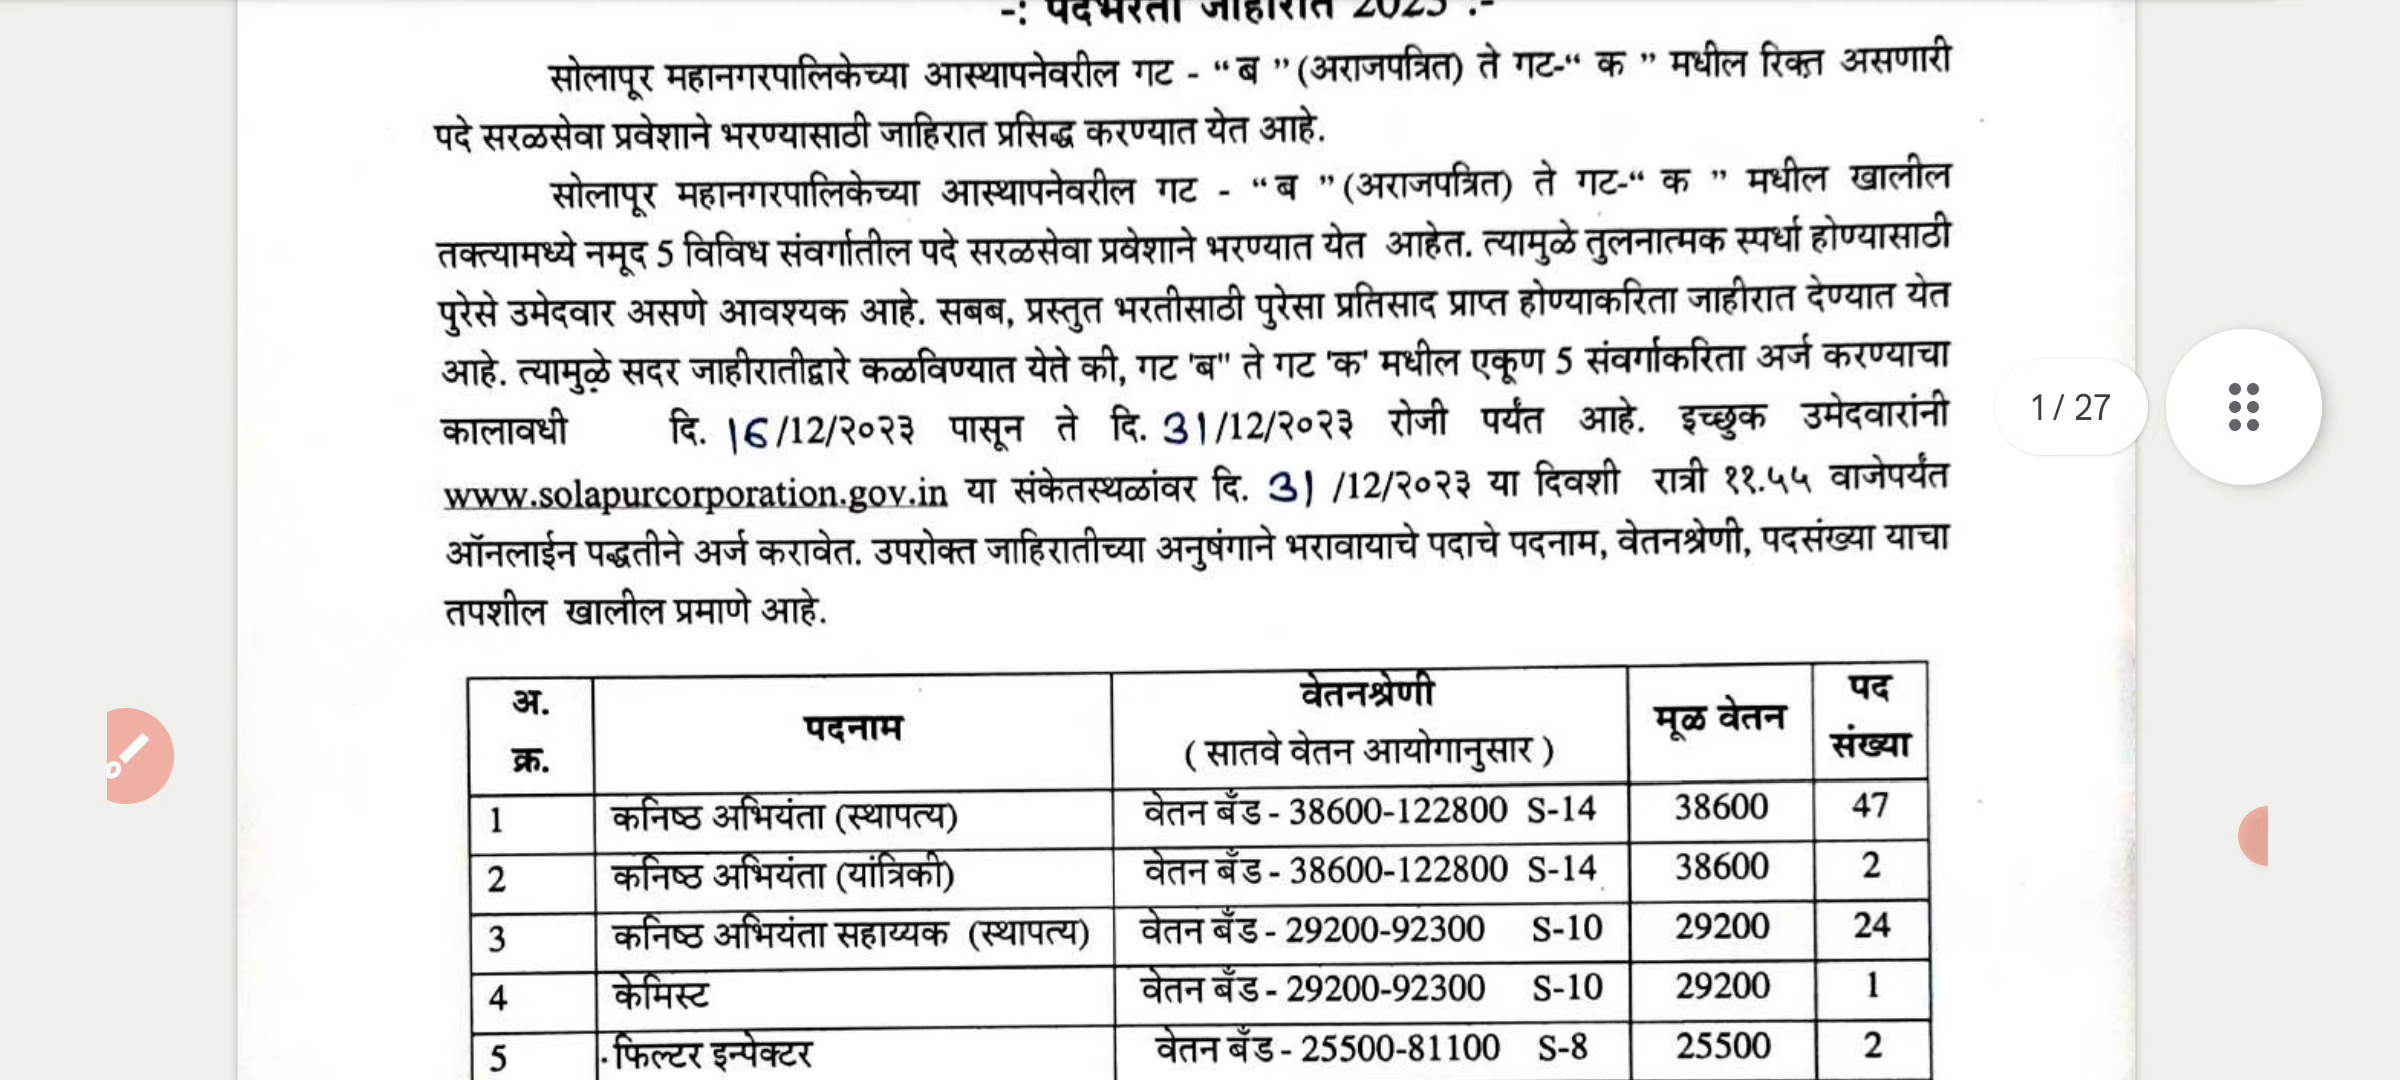 -: पदभरती जाहीरात 2023 :-
सोलापूर महानगरपालिकेच्या आस्थापनेवरील गट - “ ब ” (अराजपत्रित) ते गट-“ क ” मधील रिक्त असणारी
पदे सरळसेवा प्रवेशाने भरण्यासाठी जाहिरात प्रसिद्ध करण्यात येत आहे.
सोलापूर महानगरपालिकेच्या आस्थापनेवरील गट - “ ब ” (अराजपत्रित) ते गट-“ क ” मधील खालील
तक्त्यामध्ये नमूद 5 विविध संवर्गातील पदे सरळसेवा प्रवेशाने भरण्यात येत आहेत. त्यामुळे तुलनात्मक स्पर्धा होण्यासाठी
पुरेसे उमेदवार असणे आवश्यक आहे. सबब, प्रस्तुत भरतीसाठी पुरेसा प्रतिसाद प्राप्त होण्याकरिता जाहीरात देण्यात येत
आहे. त्यामुळे सदर जाहीरातीद्वारे कळविण्यात येते की, गट 'ब" ते गट 'क' मधील एकूण 5 संवर्गाकरिता अर्ज करण्याचा
कालावधी दि. 16/12/२०२३ पासून ते दि. 31/12/२०२३ रोजी पर्यंत आहे. इच्छुक उमेदवारांनी
www.solapurcorporation.gov.in या संकेतस्थळांवर दि. 31 /12/२०२३ या दिवशी रात्री ११.५५ वाजेपर्यंत
ऑनलाईन पद्धतीने अर्ज करावेत. उपरोक्त जाहिरातीच्या अनुषंगाने भरावायाचे पदाचे पदनाम, वेतनश्रेणी, पदसंख्या याचा
तपशील खालील प्रमाणे आहे.
1 / 27
अ. क्र. पदनाम वेतनश्रेणी ( सातवे वेतन आयोगानुसार ) मूळ वेतन पद संख्या
1 कनिष्ठ अभियंता (स्थापत्य) वेतन बँड - 38600-122800 S-14 38600 47
2 कनिष्ठ अभियंता (यांत्रिकी) वेतन बँड - 38600-122800 S-14 38600 2
3 कनिष्ठ अभियंता सहाय्यक (स्थापत्य) वेतन बँड - 29200-92300 S-10 29200 24
4 केमिस्ट वेतन बँड - 29200-92300 S-10 29200 1
5 फिल्टर इन्पेक्टर वेतन बँड - 25500-81100 S-8 25500 2